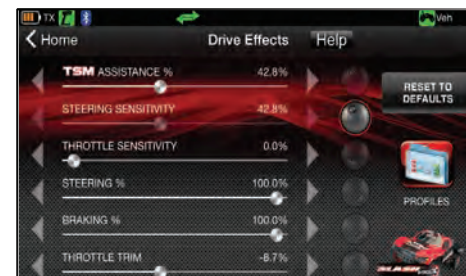 TX Veh
Home Drive Effects Help
TSM ASSISTANCE % 42.8%
STEERING SENSITIVITY 42.8%
THROTTLE SENSITIVITY 0.0%
STEERING % 100.0%
BRAKING % 100.0%
THROTTLE TRIM -8.7%
RESET TO
DEFAULTS
PROFILES